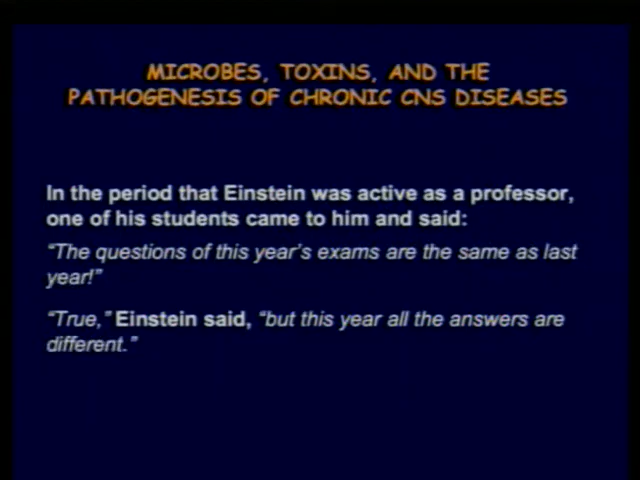 MICROBES, TOXINS, AND THE
PATHOGENESIS OF CHRONIC CNS DISEASES
In the period that Einstein was active as a professor,
one of his students came to him and said:
“The questions of this year’s exams are the same as last
year!”
“True,” Einstein said, “but this year all the answers are
different.”